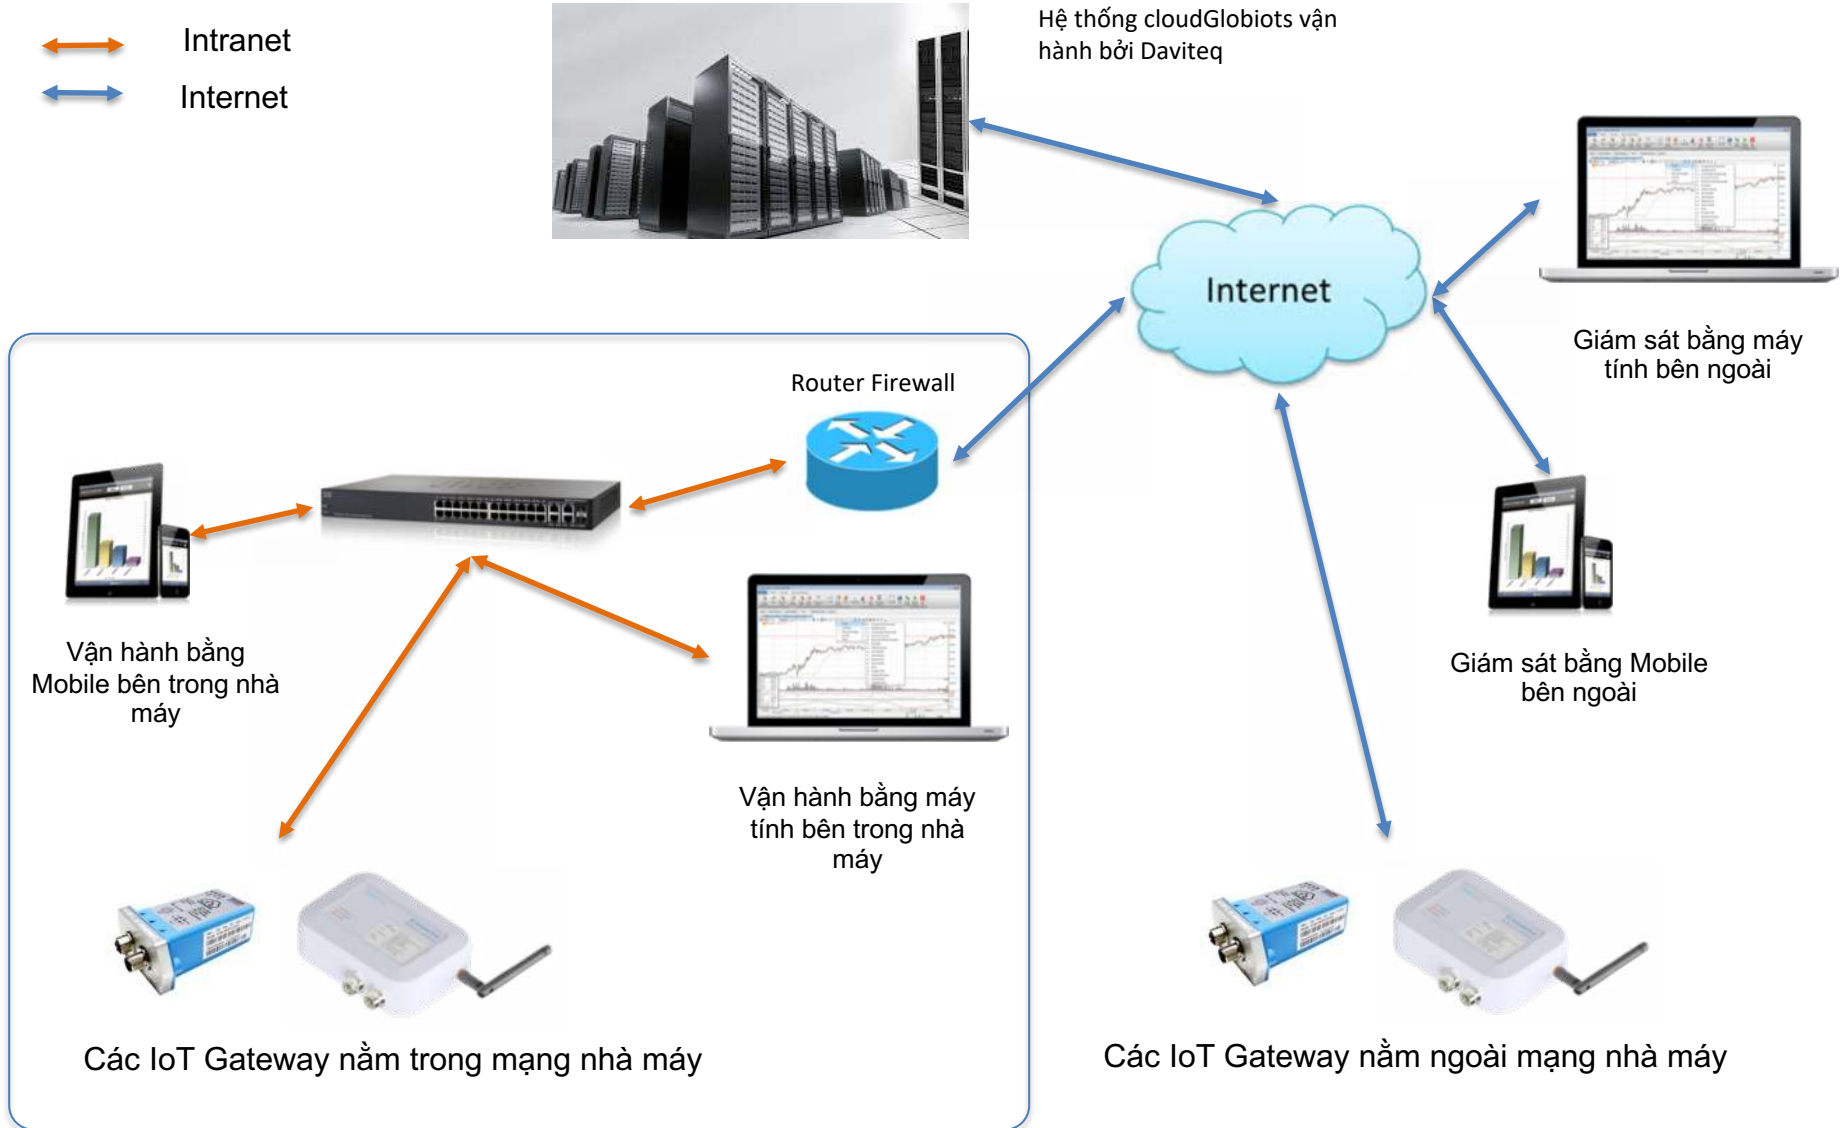 Intranet
Internet
Hệ thống cloudGlobiots vận
hành bởi Daviteq
Internet
Giám sát bằng máy
tính bên ngoài
Router Firewall
Vận hành bằng
Mobile bên trong nhà
máy
Giám sát bằng Mobile
bên ngoài
Vận hành bằng máy
tính bên trong nhà
máy
Các IoT Gateway nằm trong mạng nhà máy
Các IoT Gateway nằm ngoài mạng nhà máy